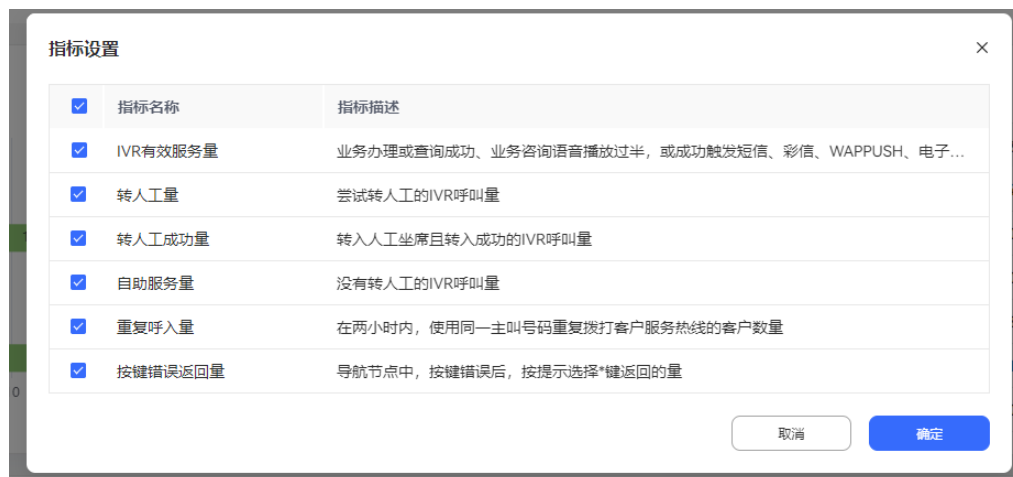 指标设置
指标名称 指标描述
IVR有效服务量 业务办理或查询成功、业务咨询语音播放过半，或成功触发短信、彩信、WAPPUSH、电子...
转人工量 尝试转人工的IVR呼叫量
转人工成功量 转入人工坐席且转入成功的IVR呼叫量
自助服务量 没有转人工的IVR呼叫量
重复呼入量 在两小时内，使用同一主叫号码重复拨打客户服务热线的客户数量
按键错误返回量 导航节点中，按键错误后，按提示选择*键返回的量
0
取消 确定